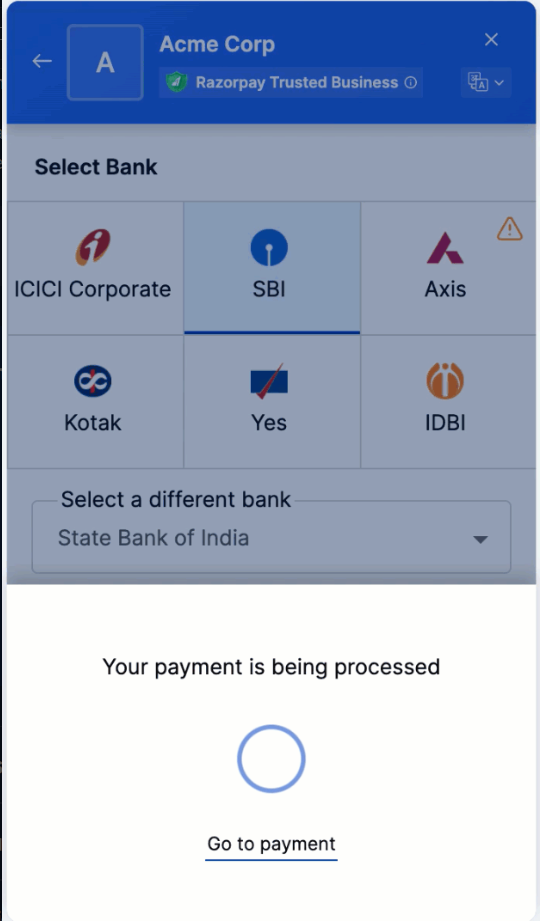 Acme Corp
A
Razorpay Trusted Business
Select Bank
ICICI Corporate
SBI
Axis
Kotak
Yes
IDBI
Select a different bank
State Bank of India
Your payment is being processed
Go to payment